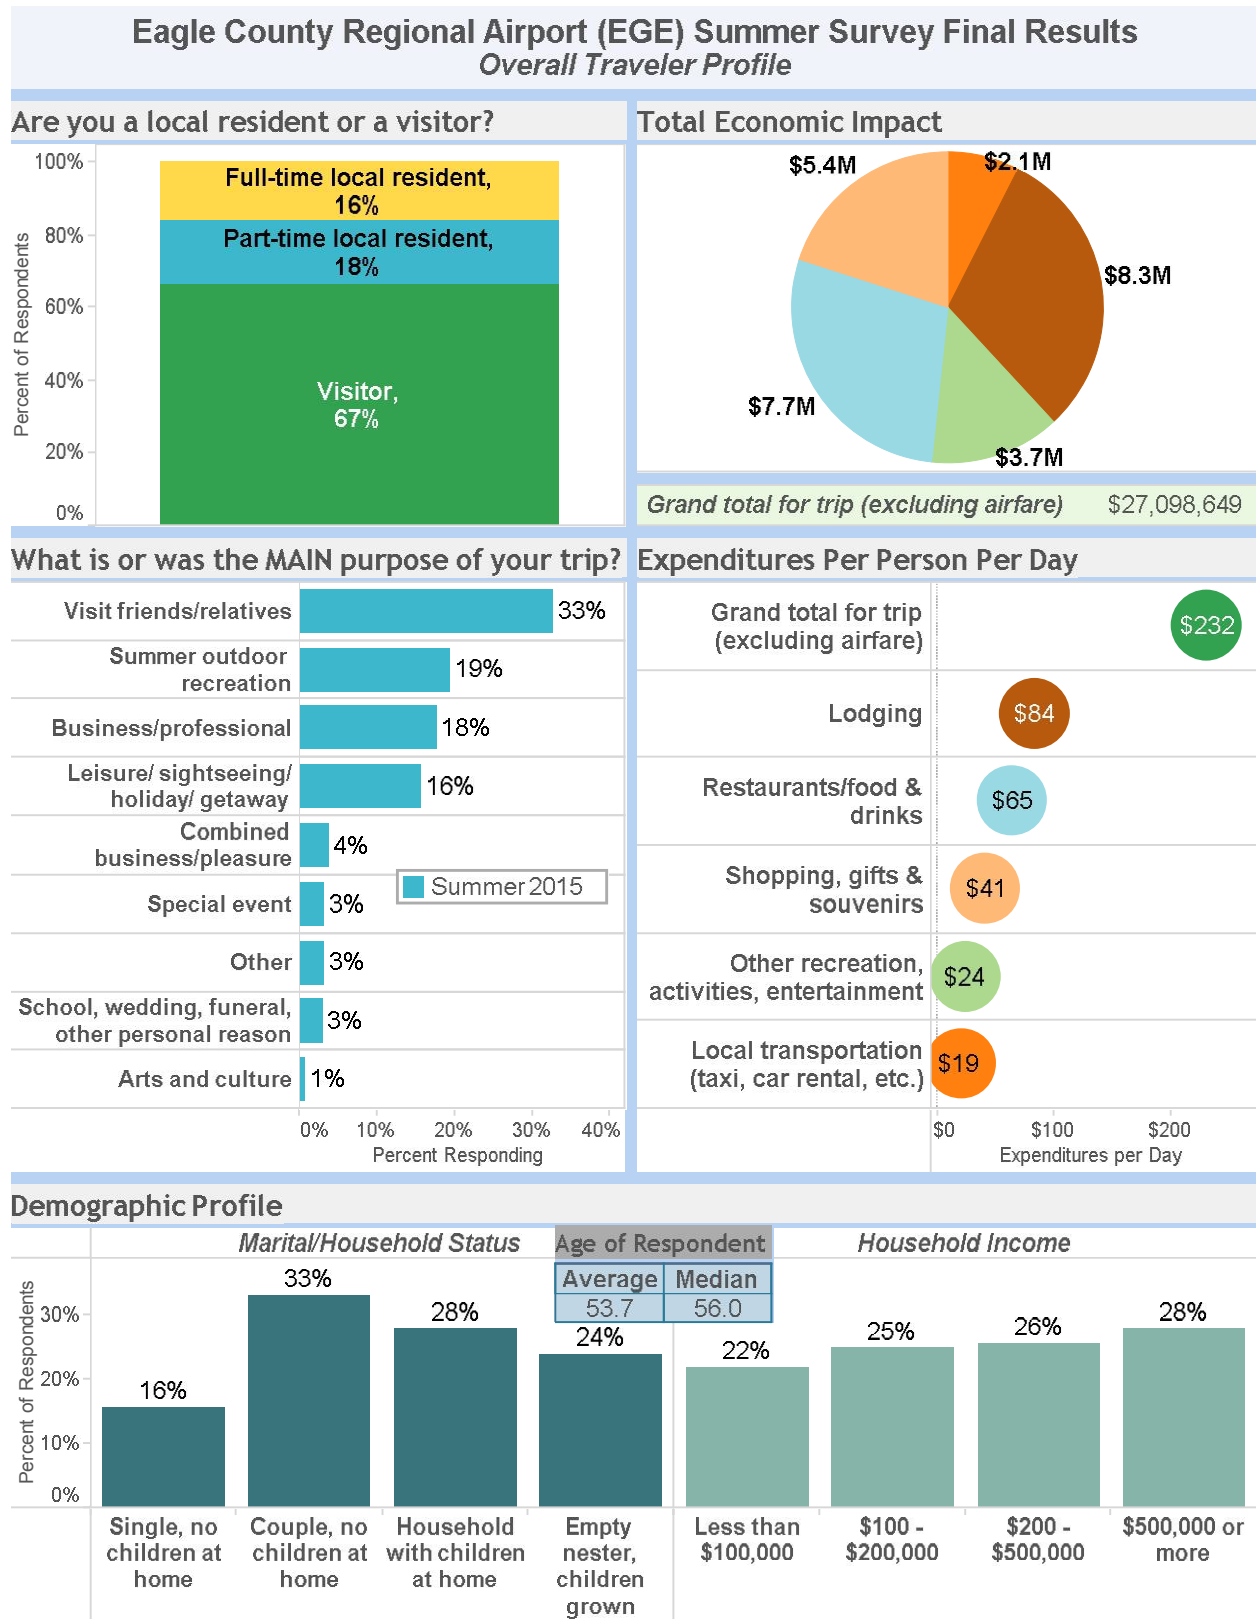 Eagle County Regional Airport (EGE) Summer Survey Final Results
Overall Traveler Profile
Are you a local resident or a visitor?
100%
80%
60%
40%
20%
0%
Percent of Respondents
Full-time local resident,
16%
Part-time local resident,
18%
Visitor,
67%
Total Economic Impact
$5.4M
$2.1M
$8.3M
$7.7M
$3.7M
Grand total for trip (excluding airfare) $27,098,649
What is or was the MAIN purpose of your trip?
Visit friends/relatives 33%
Summer outdoor
recreation
19%
Business/professional 18%
Leisure/ sightseeing/
holiday/ getaway
16%
Combined
business/pleasure
4%
Summer 2015
Special event 3%
Other 3%
School, wedding, funeral,
other personal reason
3%
Arts and culture 1%
0% 10% 20% 30% 40%
Percent Responding
Expenditures Per Person Per Day
Grand total for trip
(excluding airfare)
$232
Lodging $84
Restaurants/food &
drinks
$65
Shopping, gifts &
souvenirs
$41
Other recreation,
activities, entertainment
$24
Local transportation
(taxi, car rental, etc.)
$19
$0 $100 $200
Expenditures per Day
Demographic Profile
Marital/Household Status
Age of Respondent
Average Median
53.7 56.0
Household Income
Percent of Respondents
30%
20%
10%
0%
16%
33%
28%
24%
22%
25%
26%
28%
Single, no
children at
home
Couple, no
children at
home
Household
with children
at home
Empty
nester,
children
grown
Less than
$100,000
$100 -
$200,000
$200 -
$500,000
$500,000 or
more